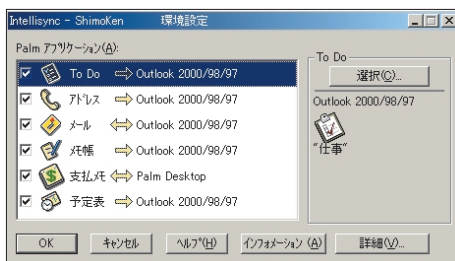 Intellisync - ShimoKen 環境設定
Palm アプリケーション(A):
To Do Outlook 2000/98/97
アドレス Outlook 2000/98/97
メール Outlook 2000/98/97
メモ帳 Outlook 2000/98/97
支払メモ Palm Desktop
予定表 Outlook 2000/98/97
To Do
選択(C)...
Outlook 2000/98/97
"仕事"
OK キャンセル ヘルプ(H) インフォメーション (A) 詳細(V)...